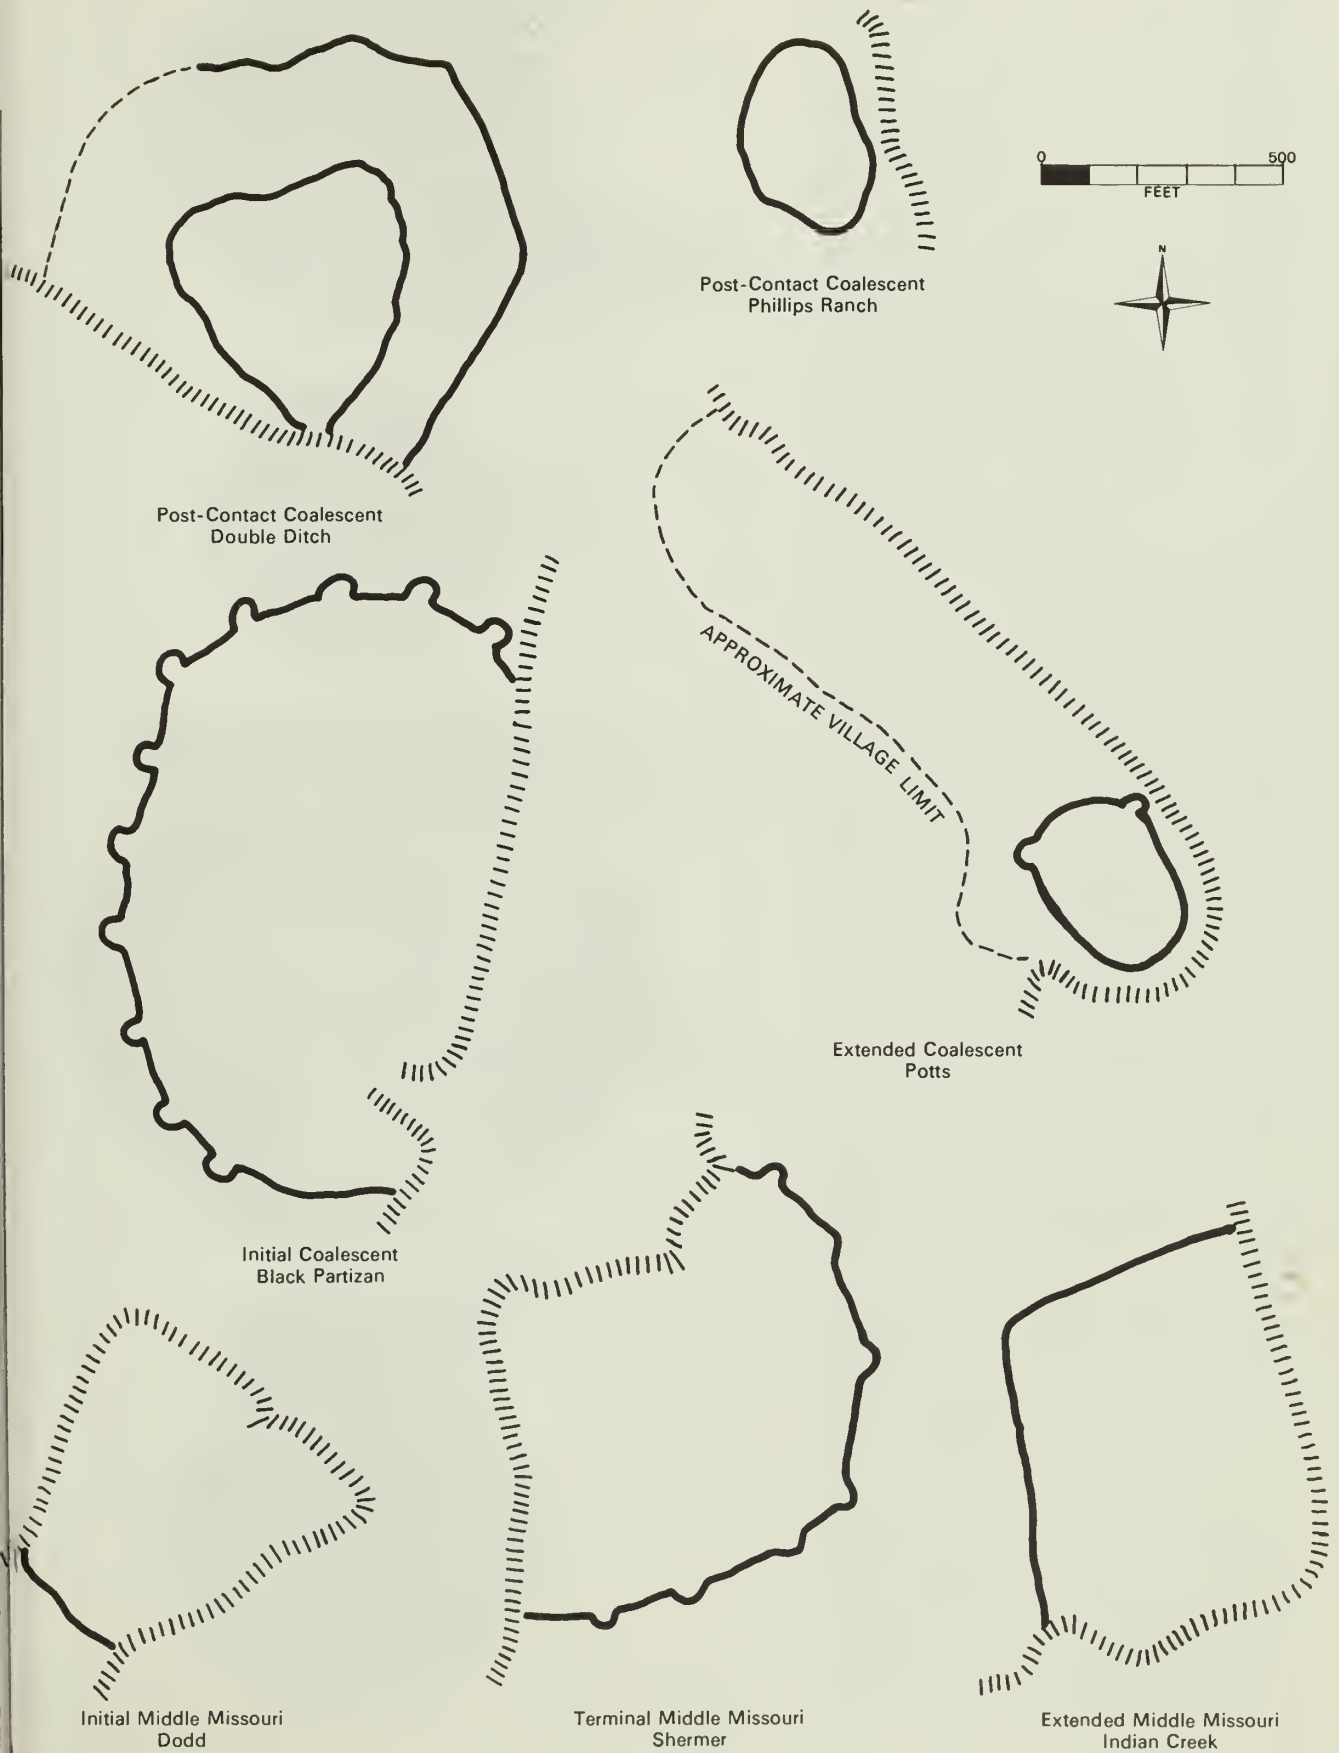 0 500
FEET
N
Post-Contact Coalescent
Phillips Ranch
Post-Contact Coalescent
Double Ditch
APPROXIMATE VILLAGE LIMIT
Extended Coalescent
Potts
Initial Coalescent
Black Partizan
Initial Middle Missouri
Dodd
Terminal Middle Missouri
Shermer
Extended Middle Missouri
Indian Creek